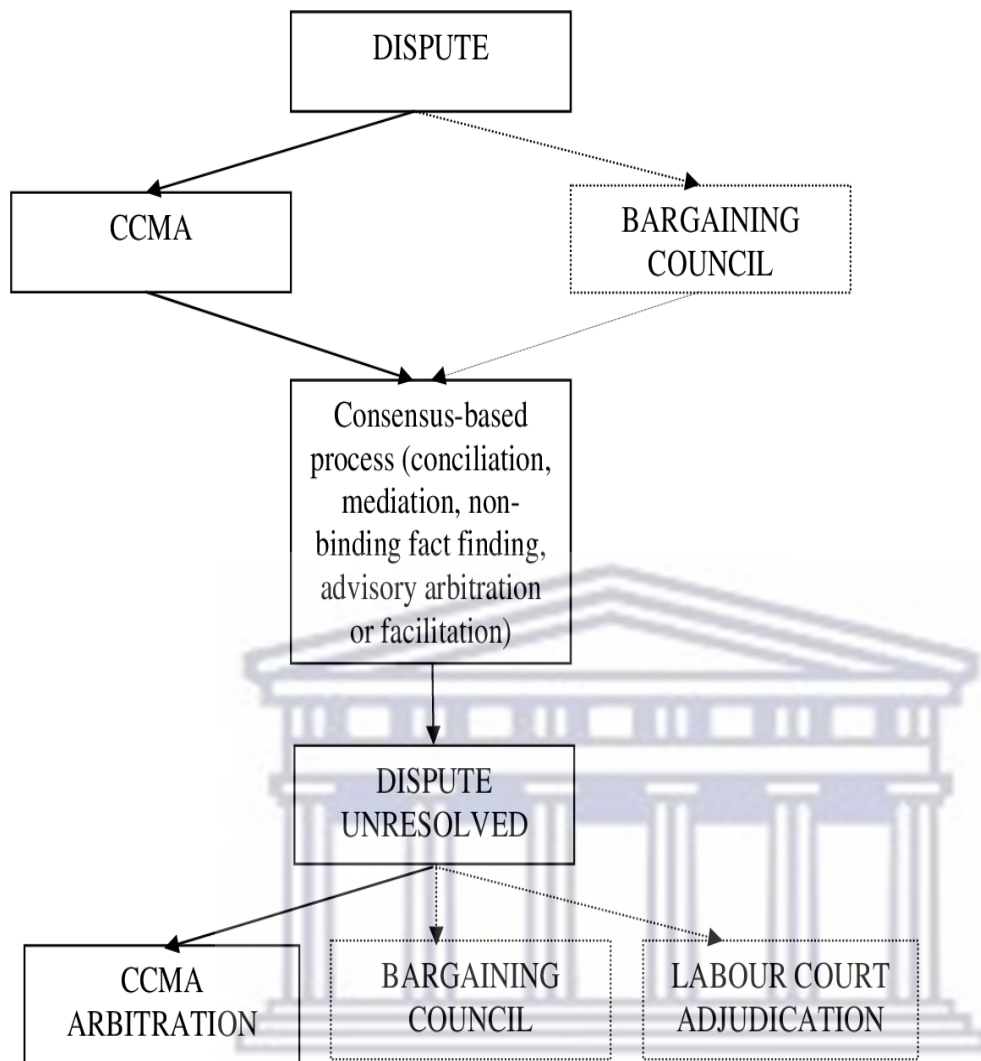 DISPUTE
CCMA
BARGAINING
COUNCIL
Consensus-based
process (conciliation,
mediation, non-
binding fact finding,
advisory arbitration
or facilitation)
DISPUTE
UNRESOLVED
CCMA
ARBITRATION
BARGAINING
COUNCIL
LABOUR COURT
ADJUDICATION